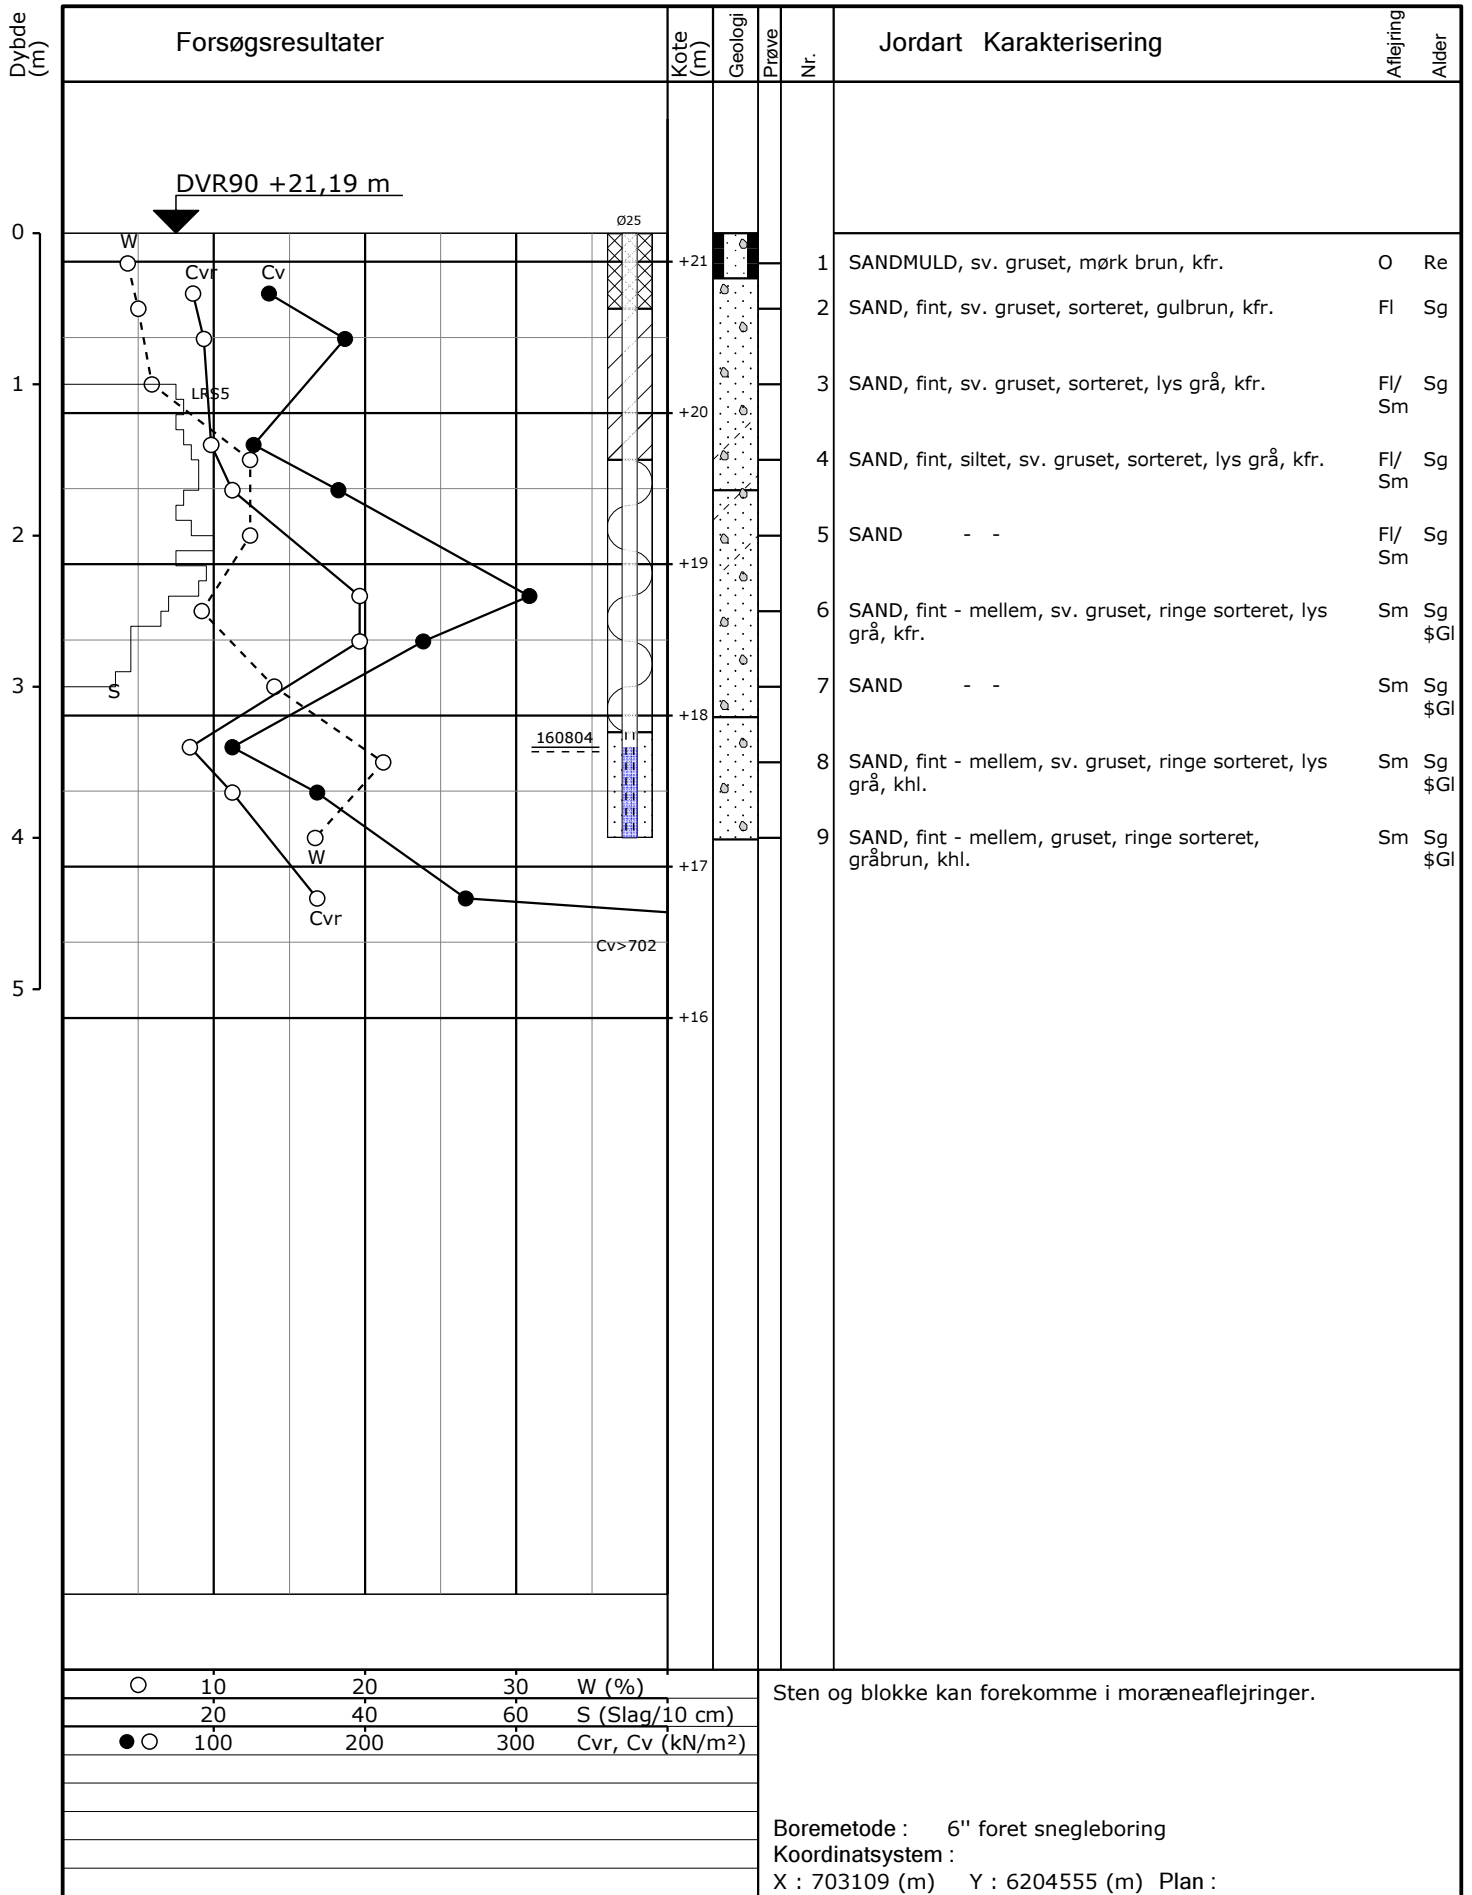 Dybde (m)
Forsøgsresultater
Kote (m)
Geologi
Prøve
Nr.
Jordart Karakterisering
Aflejring
Alder
DVR90 +21,19 m
Ø25
0
W
Cvr
Cv
+21
1 SANDMULD, sv. gruset, mørk brun, kfr. O Re
2 SAND, fint, sv. gruset, sorteret, gulbrun, kfr. Fl Sg
1
LRS5
+20
3 SAND, fint, sv. gruset, sorteret, lys grå, kfr. Fl/ Sg
Sm
4 SAND, fint, siltet, sv. gruset, sorteret, lys grå, kfr. Fl/ Sg
Sm
2
+19
5 SAND - - Fl/ Sg
Sm
6 SAND, fint - mellem, sv. gruset, ringe sorteret, lys Sm Sg
grå, kfr. $Gl
3
S
+18
7 SAND - - Sm Sg
$Gl
160804
8 SAND, fint - mellem, sv. gruset, ringe sorteret, lys Sm Sg
grå, khl. $Gl
4
W
+17
9 SAND, fint - mellem, gruset, ringe sorteret, Sm Sg
gråbrun, khl. $Gl
Cvr
Cv>702
5
+16
10 20 30 W (%)
20 40 60 S (Slag/10 cm)
100 200 300 Cvr, Cv (kN/m²)
Sten og blokke kan forekomme i moræneaflejringer.
Boremetode : 6" foret snegleboring
Koordinatsystem :
X : 703109 (m) Y : 6204555 (m) Plan :